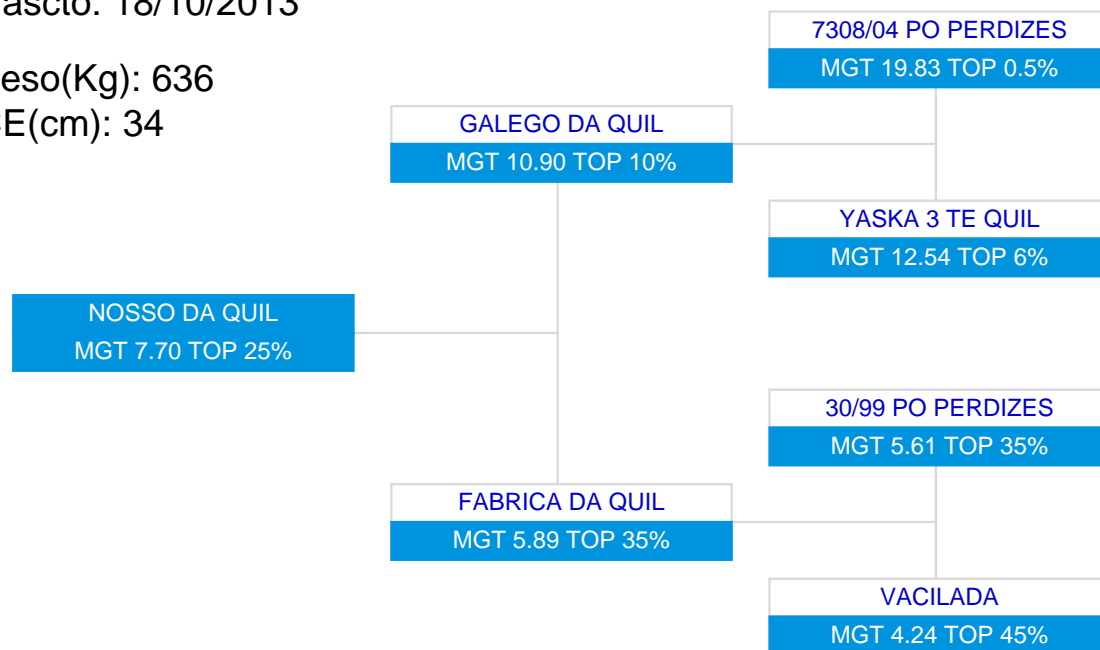 ascto: 18/10/2013
eso(Kg): 636
E(cm): 34
7308/04 PO PERDIZES
MGT 19.83 TOP 0.5%
GALEGO DA QUIL
MGT 10.90 TOP 10%
YASKA 3 TE QUIL
MGT 12.54 TOP 6%
NOSSO DA QUIL
MGT 7.70 TOP 25%
30/99 PO PERDIZES
MGT 5.61 TOP 35%
FABRICA DA QUIL
MGT 5.89 TOP 35%
VACILADA
MGT 4.24 TOP 45%